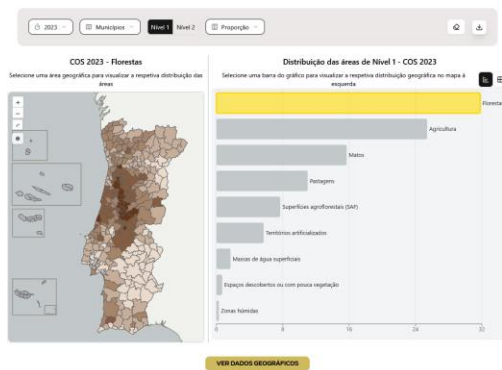 2023
Municípios
Nível 1
Nível 2
Proporção
COS 2023 - Florestas
Selecione uma área geográfica para visualizar a respetiva distribuição das
áreas
Distribuição das áreas de Nível 1 - COS 2023
Selecione uma barra do gráfico para visualizar a respetiva distribuição geográfica no mapa à
esquerda
Florestas
Agricultura
Matos
Pastagens
Superfícies agroflorestais (SAF)
Territórios artificializados
Massas de água superficiais
Espaços descobertos ou com pouca vegetação
Zonas húmidas
0
8
16
24
32
VER DADOS GEOGRÁFICOS